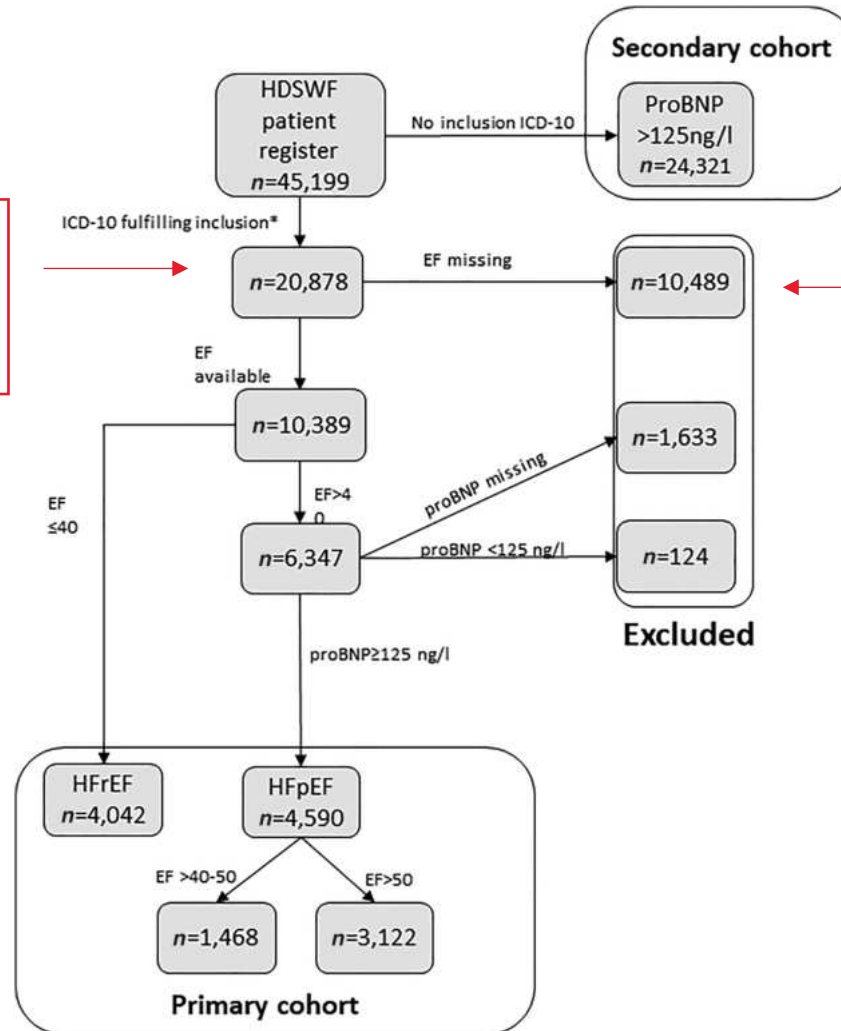 Secondary cohort
HDSWF
patient
register
n=45,199
No inclusion ICD-10
ProBNP
>125ng/l
n=24,321
ICD-10 fulfilling inclusion*
n=20,878
EF missing
n=10,489
EF
available
n=10,389
n=1,633
proBNP missing
EF
≤40
EF>4
0
n=6,347
proBNP <125 ng/l
n=124
Excluded
proBNP≥125 ng/l
HFrEF
n=4,042
HFpEF
n=4,590
EF >40-50
EF>50
n=1,468
n=3,122
Primary cohort